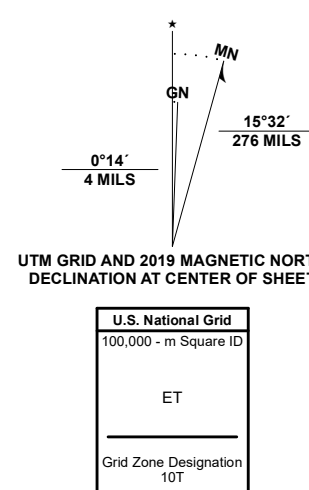 ★
MN
GN
15°32´
276 MILS
0°14´
4 MILS
UTM GRID AND 2019 MAGNETIC NORT
DECLINATION AT CENTER OF SHEET
U.S. National Grid
100,000 - m Square ID
ET
Grid Zone Designation
10T